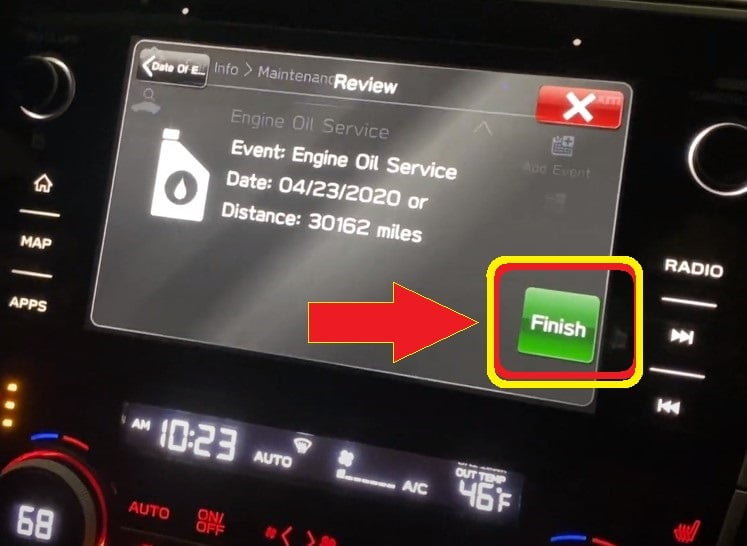 Date Of E...
Info > Maintenanc
Review
Engine Oil Service
Event: Engine Oil Service
Date: 04/23/2020 or
Distance: 30162 miles
Add Event
Finish
MAP
APPS
RADIO
AM 10:23
AUTO
A/C
OUT TEMP
46°F
68
AUTO
ON/
OFF